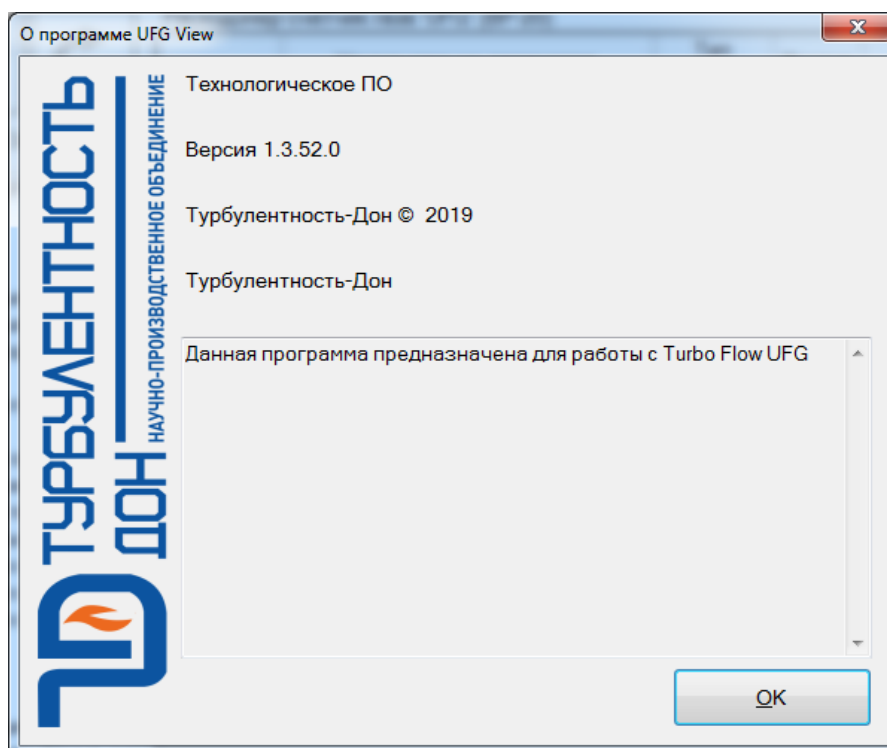 О программе UFG View
Технологическое ПО
Версия 1.3.52.0
Турбулентность-Дон © 2019
Турбулентность-Дон
Данная программа предназначена для работы с Turbo Flow UFG
ТУРБУЛЕНТНОСТЬ
ДОН
НАУЧНО-ПРОИЗВОДСТВЕННОЕ ОБЪЕДИНЕНИЕ
OK